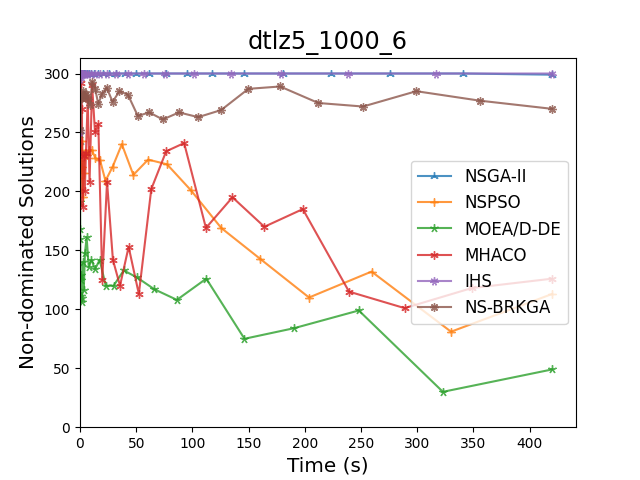 dtlz5_1000_6
Non-dominated Solutions
300
250
200
150
100
50
0
NSGA-II
NSPSO
MOEA/D-DE
MHACO
IHS
NS-BRKGA
0 50 100 150 200 250 300 350 400
Time (s)